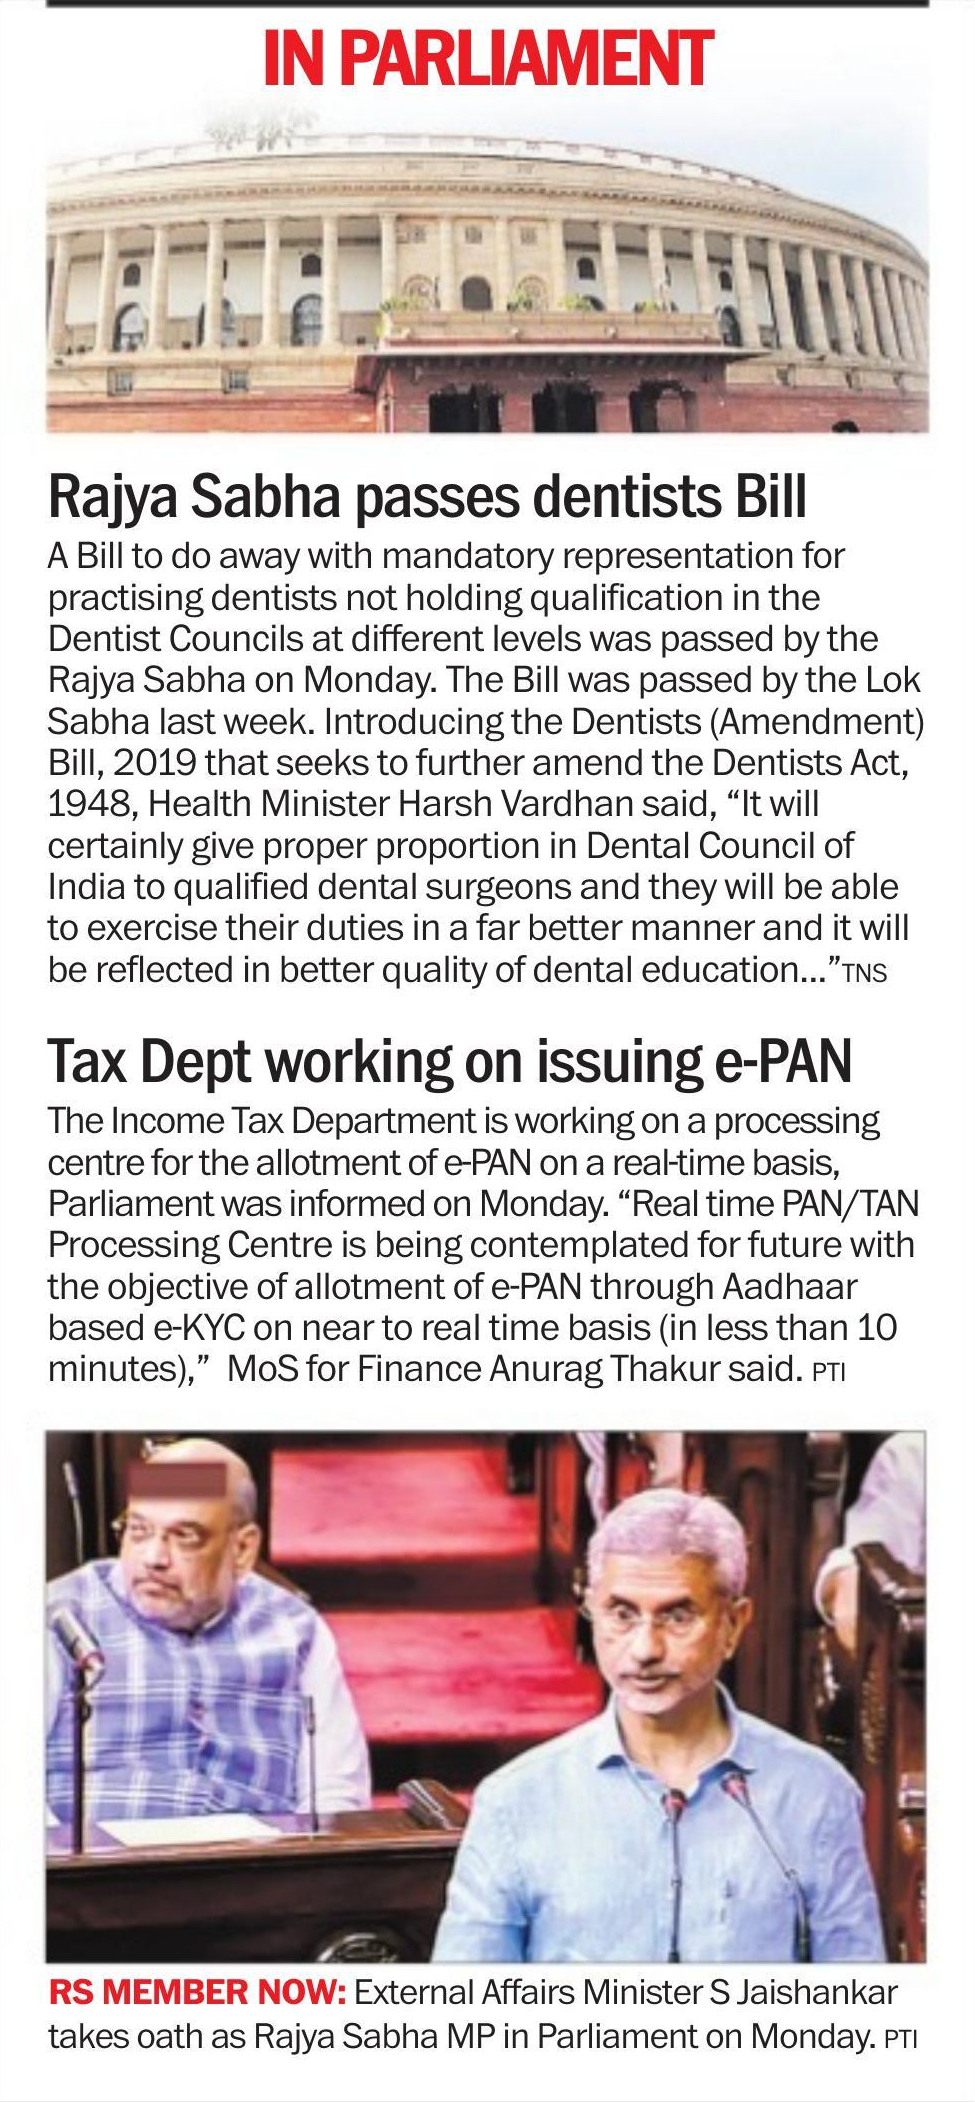 IN PARLIAMENT
Rajya Sabha passes dentists Bill
A Bill to do away with mandatory representation for
practising dentists not holding qualification in the
Dentist Councils at different levels was passed by the
Rajya Sabha on Monday. The Bill was passed by the Lok
Sabha last week. Introducing the Dentists (Amendment)
Bill, 2019 that seeks to further amend the Dentists Act,
1948, Health Minister Harsh Vardhan said, “It will
certainly give proper proportion in Dental Council of
India to qualified dental surgeons and they will be able
to exercise their duties in a far better manner and it will
be reflected in better quality of dental education...”TNS
Tax Dept working on issuing e-PAN
The Income Tax Department is working on a processing
centre for the allotment of e-PAN on a real-time basis,
Parliament was informed on Monday. “Real time PAN/TAN
Processing Centre is being contemplated for future with
the objective of allotment of e-PAN through Aadhaar
based e-KYC on near to real time basis (in less than 10
minutes),” MoS for Finance Anurag Thakur said. PTI
RS MEMBER NOW: External Affairs Minister S Jaishankar
takes oath as Rajya Sabha MP in Parliament on Monday. PTI